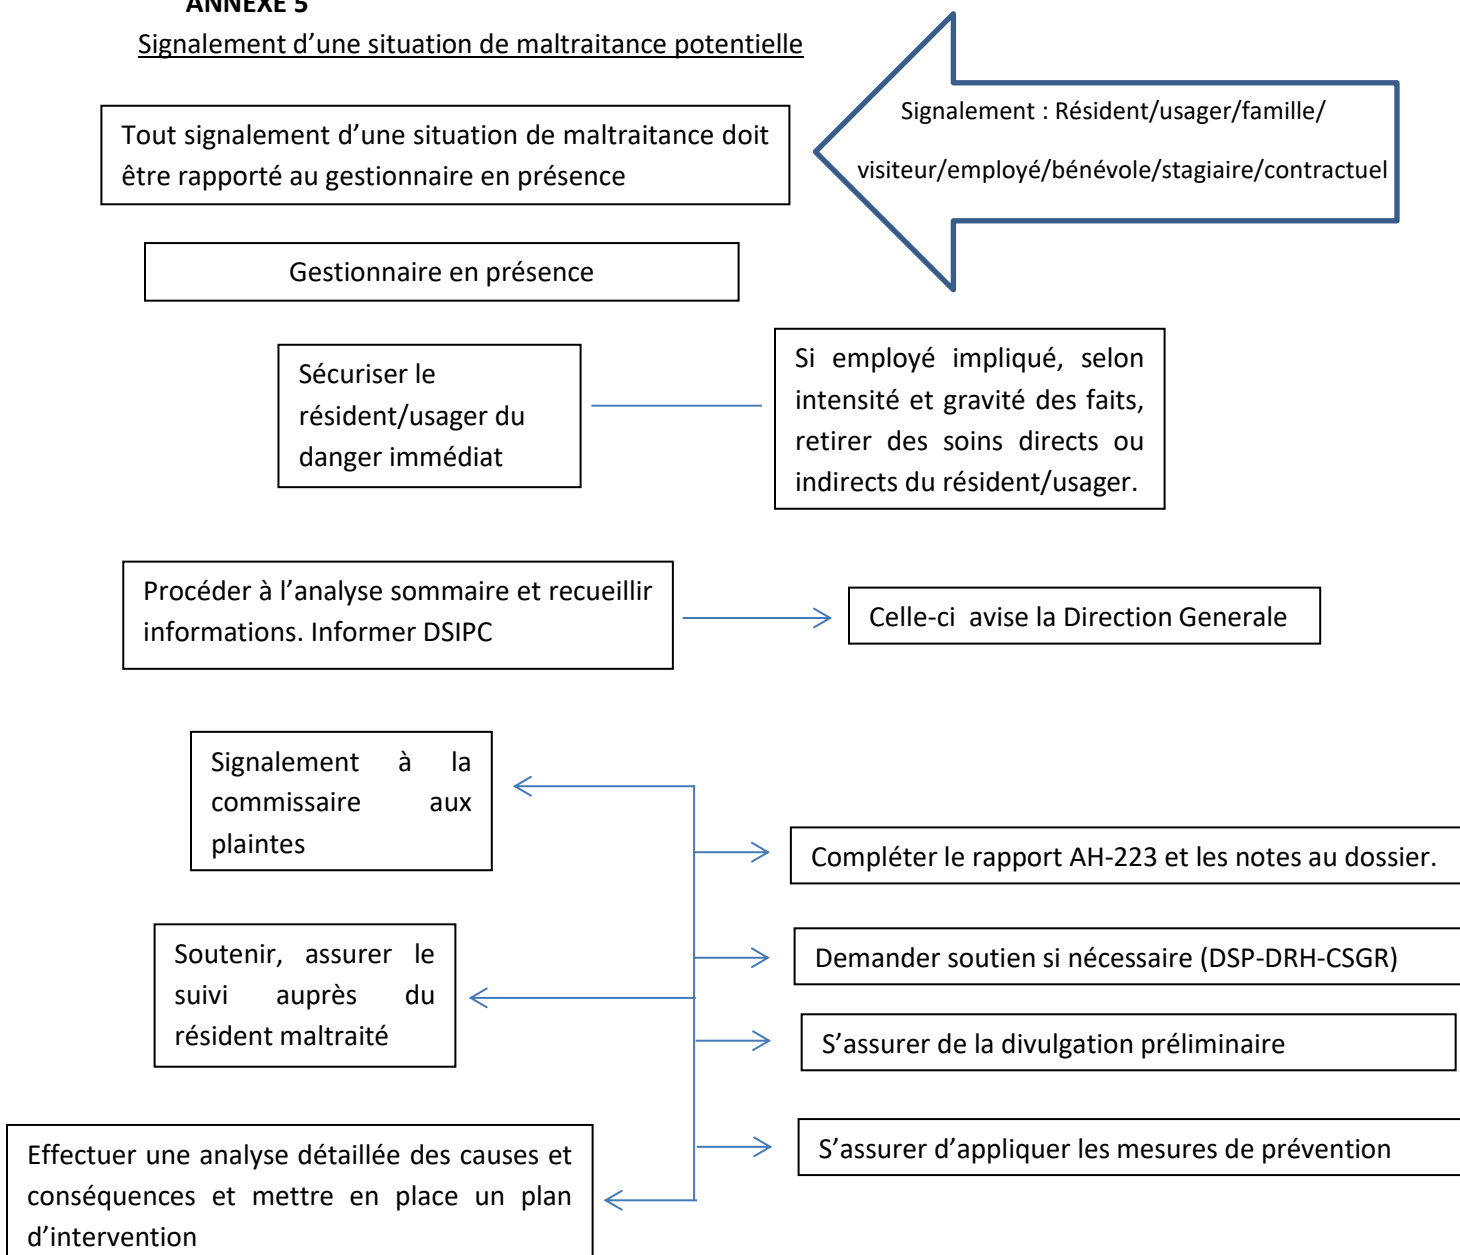 ANNEXE 5
Signalement d’une situation de maltraitance potentielle
Signalement : Résident/usager/famille/
visiteur/employé/bénévole/stagiaire/contractuel
Tout signalement d’une situation de maltraitance doit
être rapporté au gestionnaire en présence
Gestionnaire en présence
Sécuriser le
résident/usager du
danger immédiat
Si employé impliqué, selon
intensité et gravité des faits,
retirer des soins directs ou
indirects du résident/usager.
Procéder à l’analyse sommaire et recueillir
informations. Informer DSIPC
Celle-ci avise la Direction Generale
Signalement à la
commissaire aux
plaintes
Compléter le rapport AH-223 et les notes au dossier.
Soutenir, assurer le
suivi auprès du
résident maltraité
Demander soutien si nécessaire (DSP-DRH-CSGR)
S’assurer de la divulgation préliminaire
S’assurer d’appliquer les mesures de prévention
Effectuer une analyse détaillée des causes et
conséquences et mettre en place un plan
d’intervention